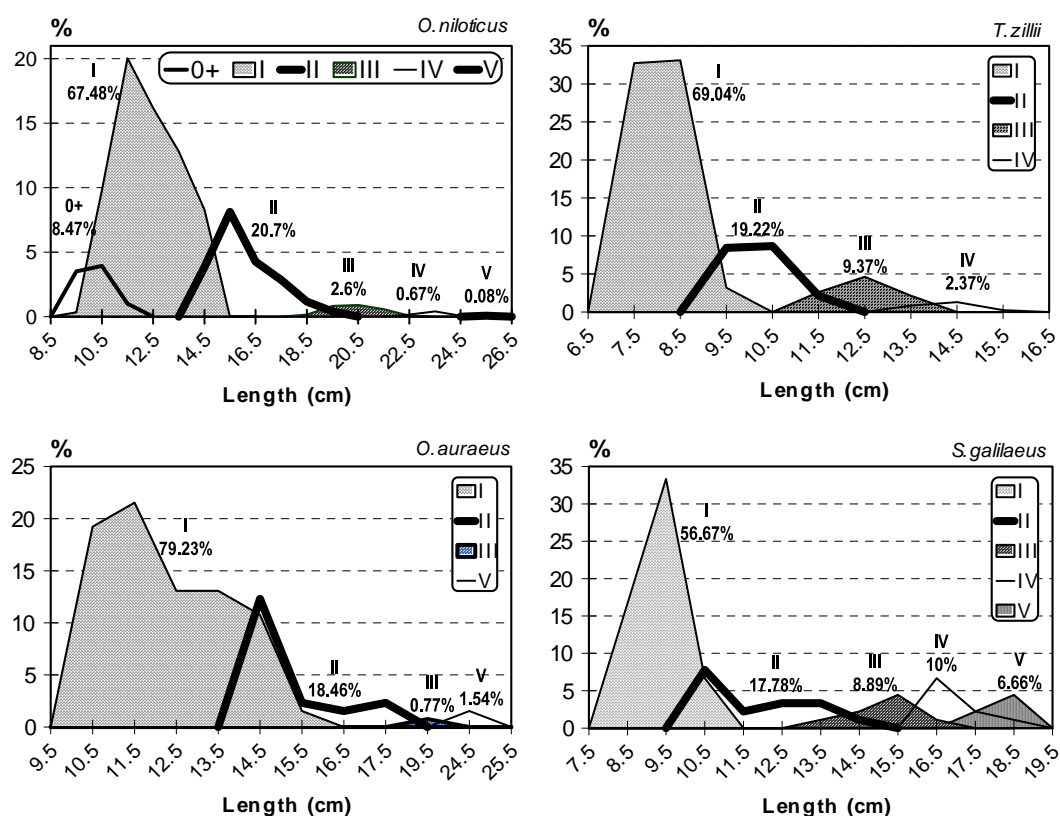 % O.niloticus
20
15
10
5
0
0+ I II III IV V
I
67.48%
0+
8.47%
II
20.7%
III
2.6%
IV
0.67%
V
0.08%
8.5 10.5 12.5 14.5 16.5 18.5 20.5 22.5 24.5 26.5
Length (cm)
% T.zillii
35
30
25
20
15
10
5
0
I
II
III
IV
I
69.04%
II
19.22%
III
9.37%
IV
2.37%
6.5 7.5 8.5 9.5 10.5 11.5 12.5 13.5 14.5 15.5 16.5
Length (cm)
% O.auraeus
25
20
15
10
5
0
I
II
III
V
I
79.23%
II
18.46%
III
0.77%
V
1.54%
9.5 10.5 11.5 12.5 13.5 14.5 15.5 16.5 17.5 19.5 24.5 25.5
Length (cm)
% S.galilaeus
35
30
25
20
15
10
5
0
I
II
III
IV
V
I
56.67%
II
17.78%
III
8.89%
IV
10%
V
6.66%
7.5 8.5 9.5 10.5 11.5 12.5 13.5 14.5 15.5 16.5 17.5 18.5 19.5
Length (cm)